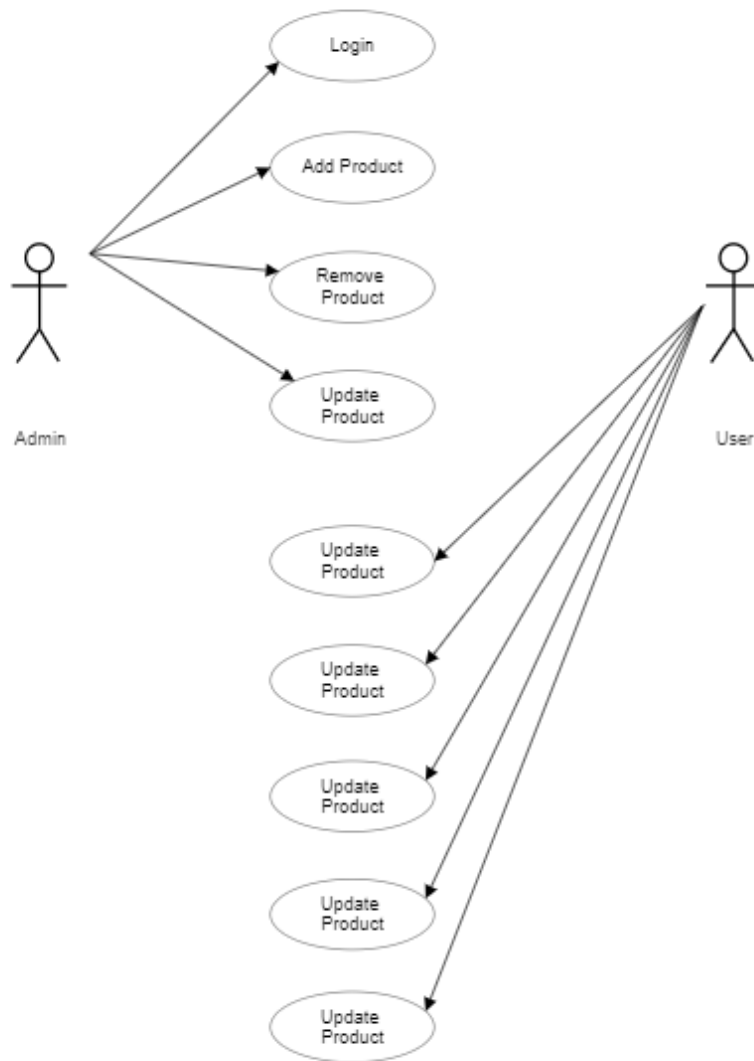 Login
Add Product
Remove
Product
Update
Product
Admin
User
Update
Product
Update
Product
Update
Product
Update
Product
Update
Product